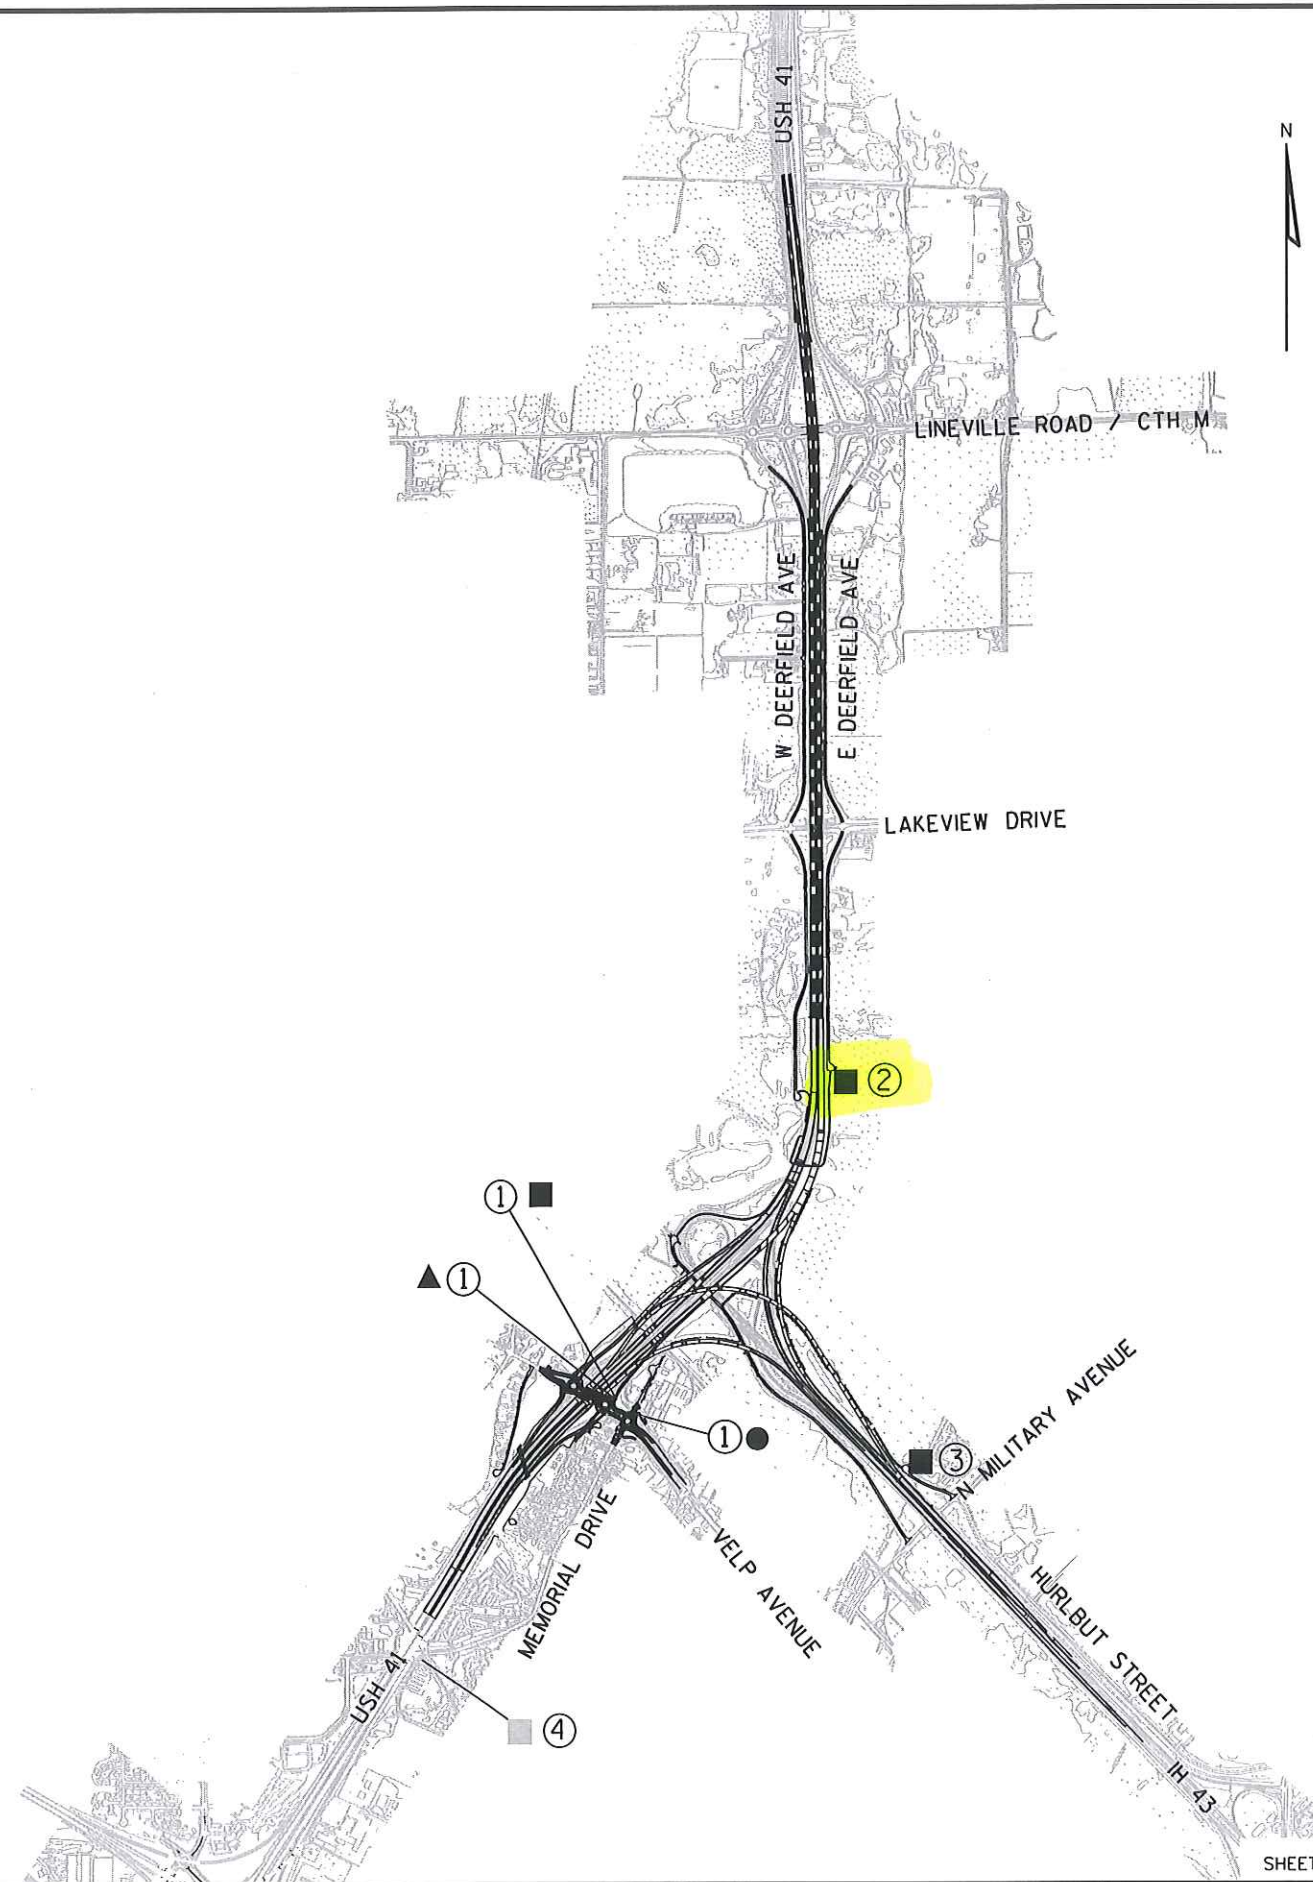 USH 41
N
LINEVILLE ROAD / CTH M
W DEERFIELD AVE
E DEERFIELD AVE
LAKEVIEW DRIVE
②
①
①
①
③
N MILITARY AVENUE
MEMORIAL DRIVE
VELP AVENUE
HURLBUT STREET
USH 41
④
IH 43
SHEET